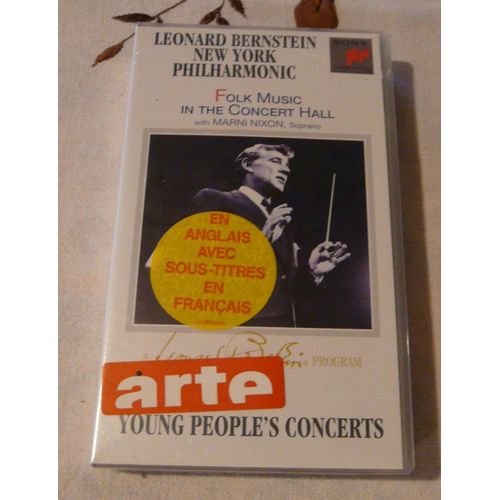 LEONARD BERNSTEIN
NEW YORK
PHILHARMONIC
SONY
FOLK MUSIC
IN THE CONCERT HALL
with MARNI NIXON, Soprano
EN
ANGLAIS
AVEC
SOUS-TITRES
EN
FRANÇAIS
PROGRAM
arte
YOUNG PEOPLE'S CONCERTS